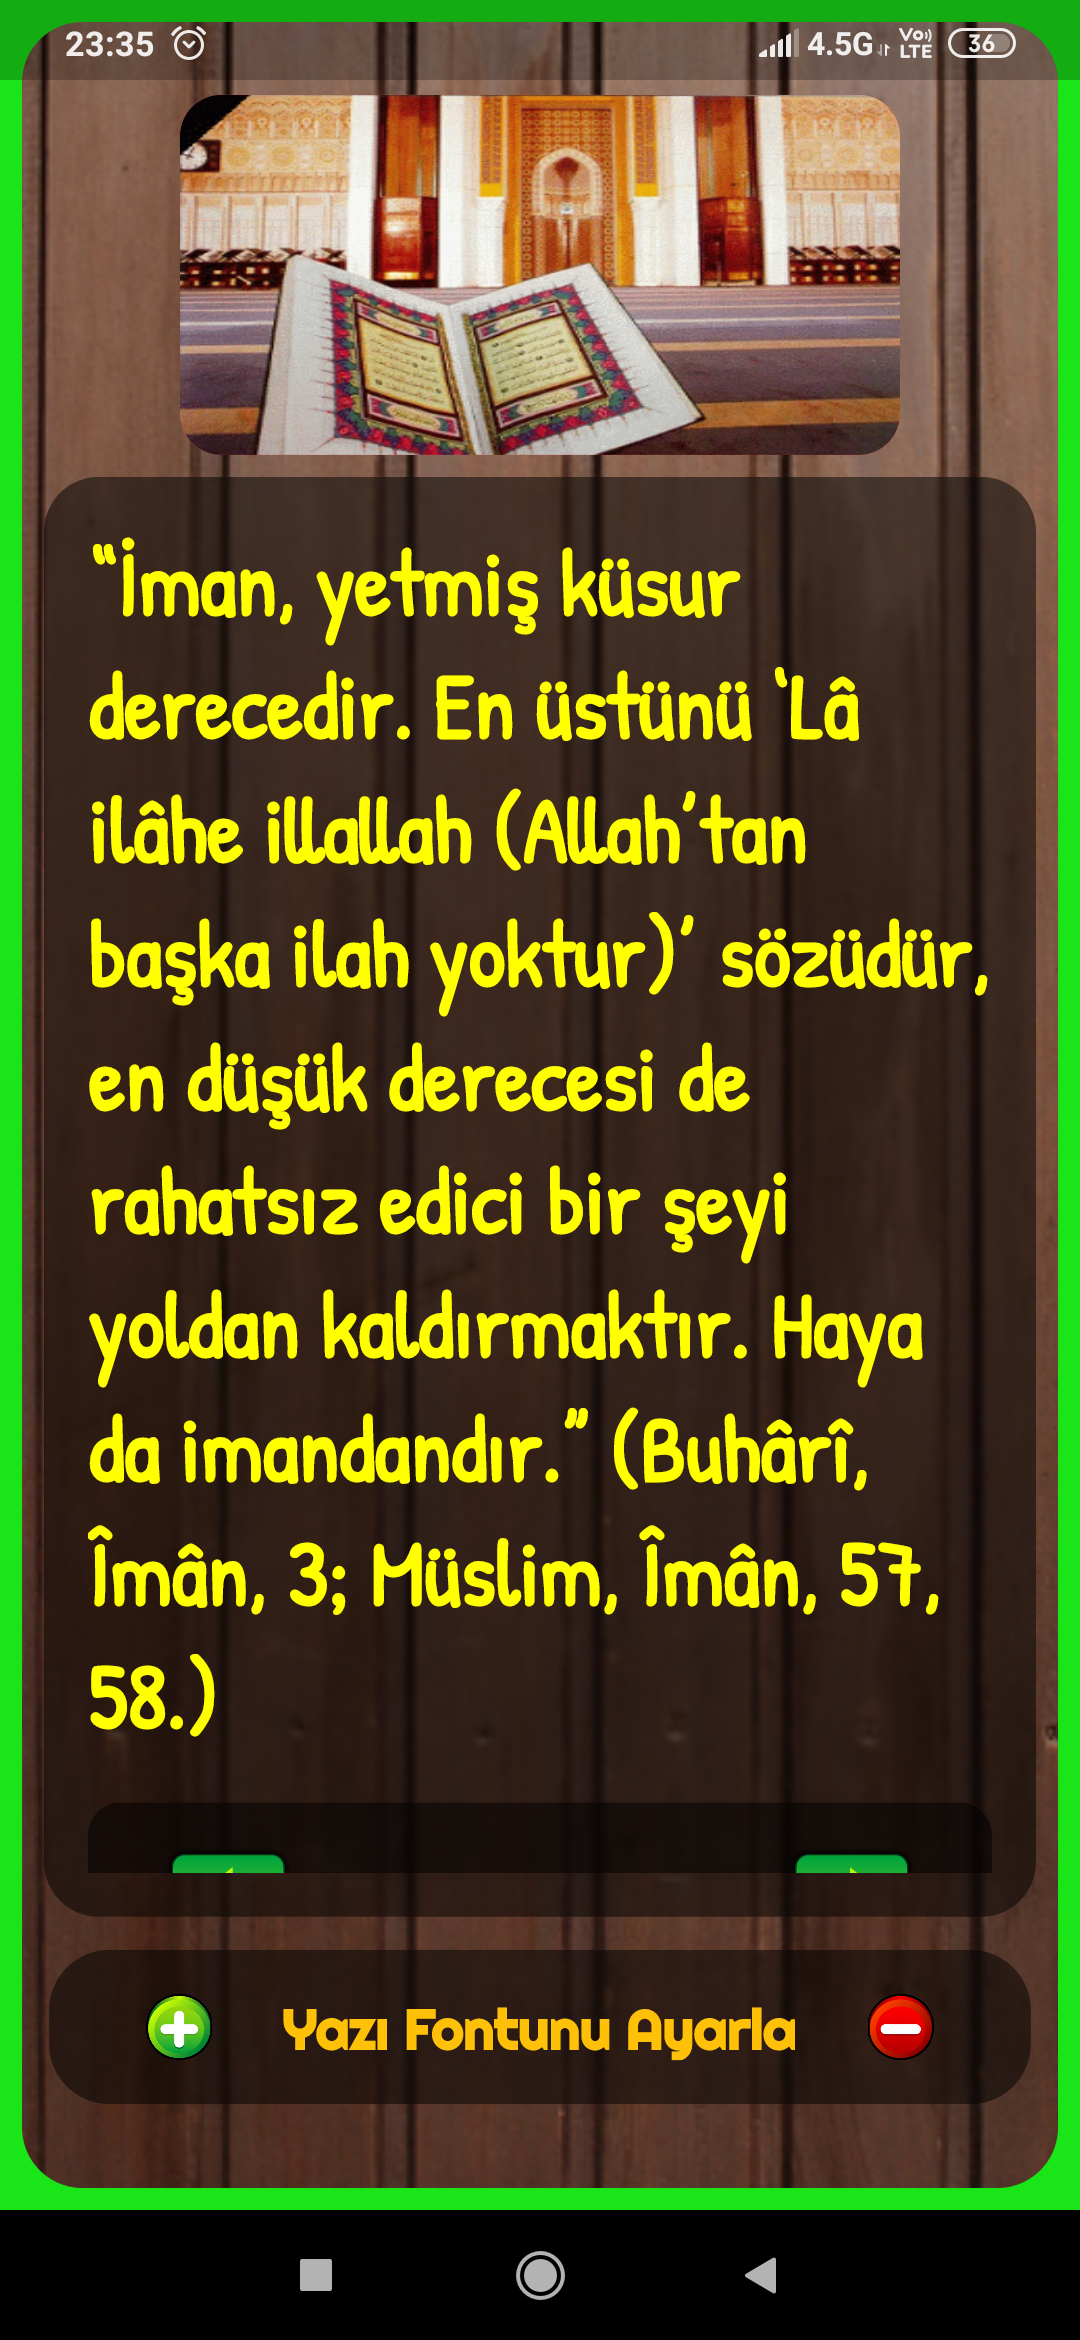 23:35
4.5G
Vo))
LTE
36
“İman, yetmiş küsur
derecedir. En üstünü ‘Lâ
ilâhe illallah (Allah’tan
başka ilah yoktur)’ sözüdür,
en düşük derecesi de
rahatsız edici bir şeyi
yoldan kaldırmaktır. Haya
da imandandır.” (Buhârî,
Îmân, 3; Müslim, Îmân, 57,
58.)
Yazı Fontunu Ayarla